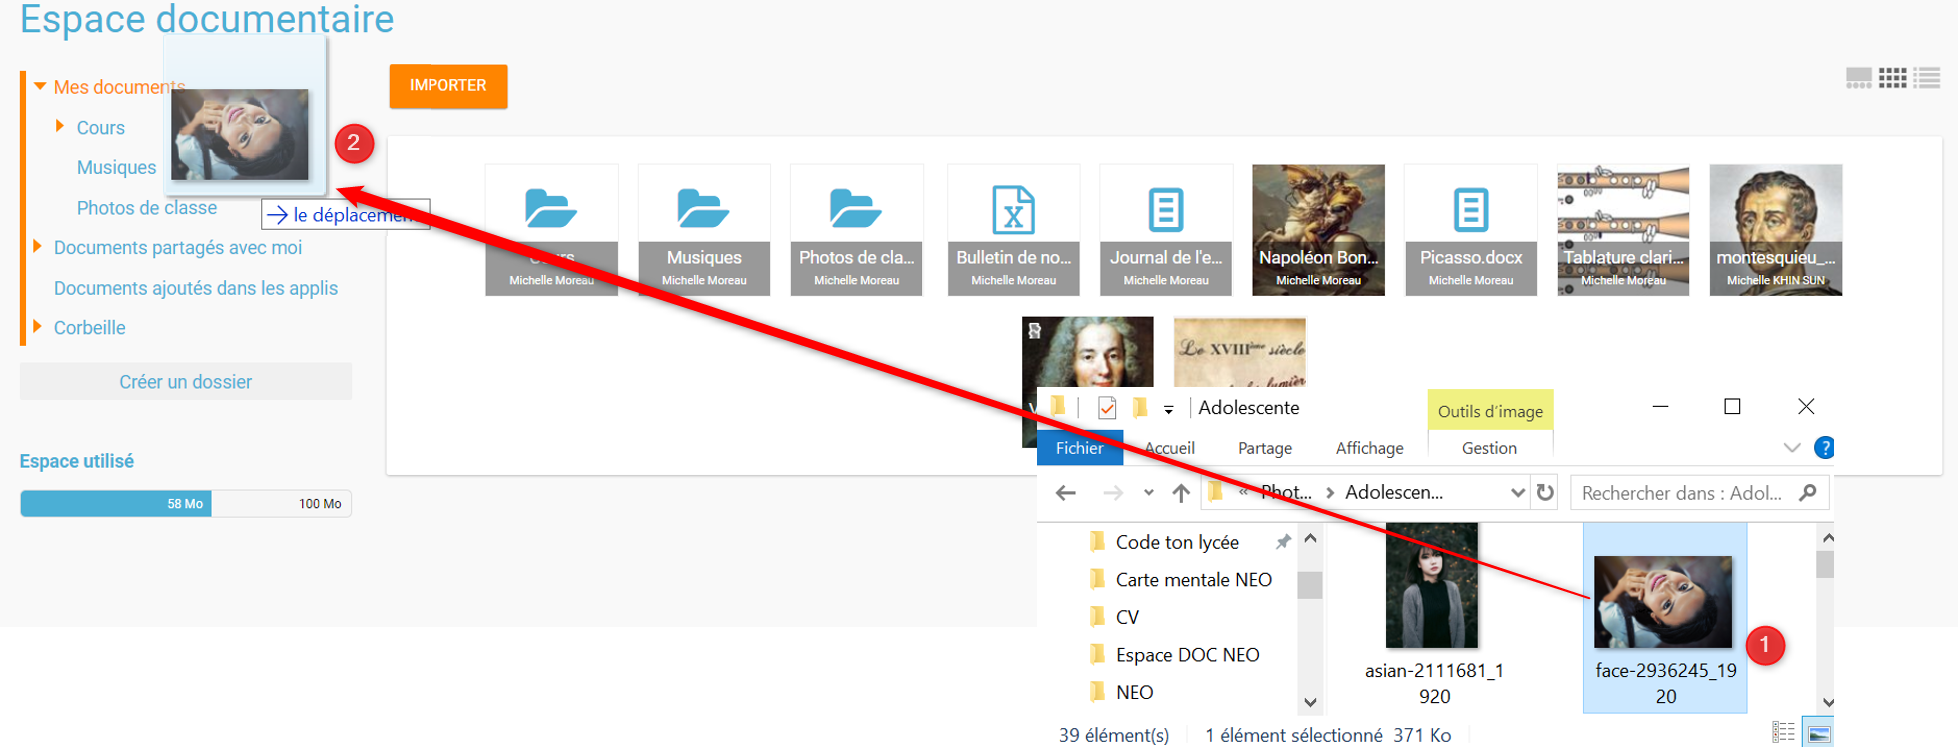 Espace documentaire
Mes documents
Cours
Musiques
Photos de classe
Documents partagés avec moi
Documents ajoutés dans les applis
Corbeille
Créer un dossier
Espace utilisé
58 Mo
100 Mo
2
le déplacement
IMPORTER
Cours
Michelle Moreau
Musiques
Michelle Moreau
Photos de cla...
Michelle Moreau
Bulletin de no...
Michelle Moreau
Journal de l'e...
Michelle Moreau
Napoléon Bon...
Michelle Moreau
Picasso.docx
Michelle Moreau
Tablature clari...
Michelle Moreau
montesquieu_...
Michelle KHIN SUN
Le XVIIIème siècle
Adolescente
Outils d'image
Fichier
Accueil
Partage
Affichage
Gestion
?
« Phot... > Adolescen...
Rechercher dans : Adol...
Code ton lycée
Carte mentale NEO
CV
Espace DOC NEO
NEO
asian-2111681_1
920
face-2936245_19
20
1
39 élément(s)
1 élément sélectionné 371 Ko